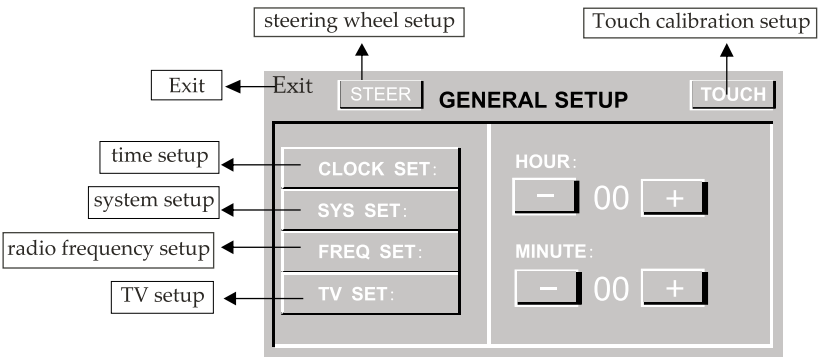 steering wheel setup
Touch calibration setup
Exit
Exit
STEER
GENERAL SETUP
TOUCH
time setup
CLOCK SET:
system setup
SYS SET:
radio frequency setup
FREQ SET:
TV setup
TV SET:
HOUR:
− 00 +
MINUTE:
− 00 +